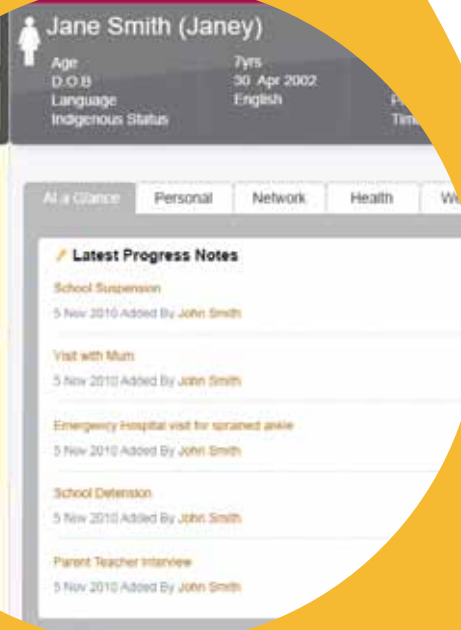 Jane Smith (Janey)
Age 7yrs
D.O.B 30 Apr 2002
Language English
Indigenous Status
Tim
At a Glance Personal Network Health We
Latest Progress Notes
School Suspension
5 Nov 2010 Added By John Smith
Visit with Mum
5 Nov 2010 Added By John Smith
Emergency Hospital visit for sprained ankle
5 Nov 2010 Added By John Smith
School Detension
5 Nov 2010 Added By John Smith
Parent Teacher Interview
5 Nov 2010 Added By John Smith